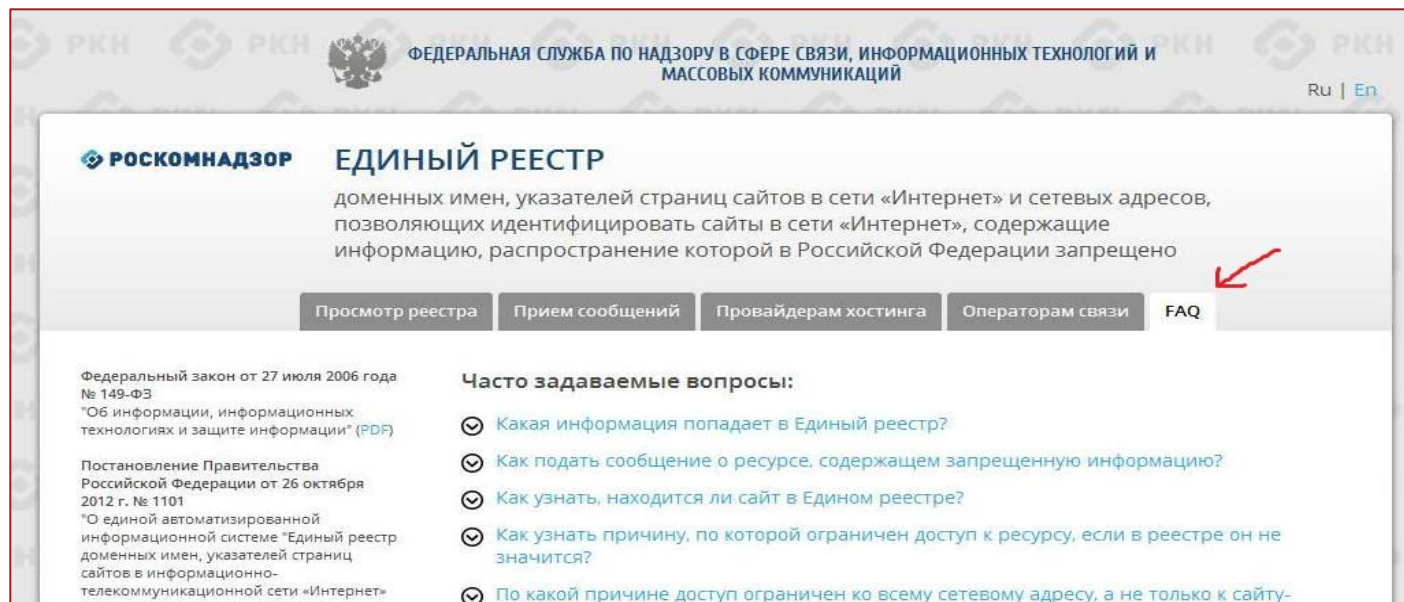 ФЕДЕРАЛЬНАЯ СЛУЖБА ПО НАДЗОРУ В СФЕРЕ СВЯЗИ, ИНФОРМАЦИОННЫХ ТЕХНОЛОГИЙ И
МАССОВЫХ КОММУНИКАЦИЙ
Ru | En
РОСКОМНАДЗОР
ЕДИНЫЙ РЕЕСТР
доменных имен, указателей страниц сайтов в сети «Интернет» и сетевых адресов,
позволяющих идентифицировать сайты в сети «Интернет», содержащие
информацию, распространение которой в Российской Федерации запрещено
Просмотр реестра Прием сообщений Провайдерам хостинга Операторам связи FAQ
Федеральный закон от 27 июля 2006 года
№ 149-ФЗ
"Об информации, информационных
технологиях и защите информации" (PDF)
Постановление Правительства
Российской Федерации от 26 октября
2012 г. № 1101
"О единой автоматизированной
информационной системе "Единый реестр
доменных имен, указателей страниц
сайтов в информационно-
телекоммуникационной сети «Интернет»
Часто задаваемые вопросы:
Какая информация попадает в Единый реестр?
Как подать сообщение о ресурсе, содержащем запрещенную информацию?
Как узнать, находится ли сайт в Едином реестре?
Как узнать причину, по которой ограничен доступ к ресурсу, если в реестре он не
значится?
По какой причине доступ ограничен ко всему сетевому адресу, а не только к сайту-